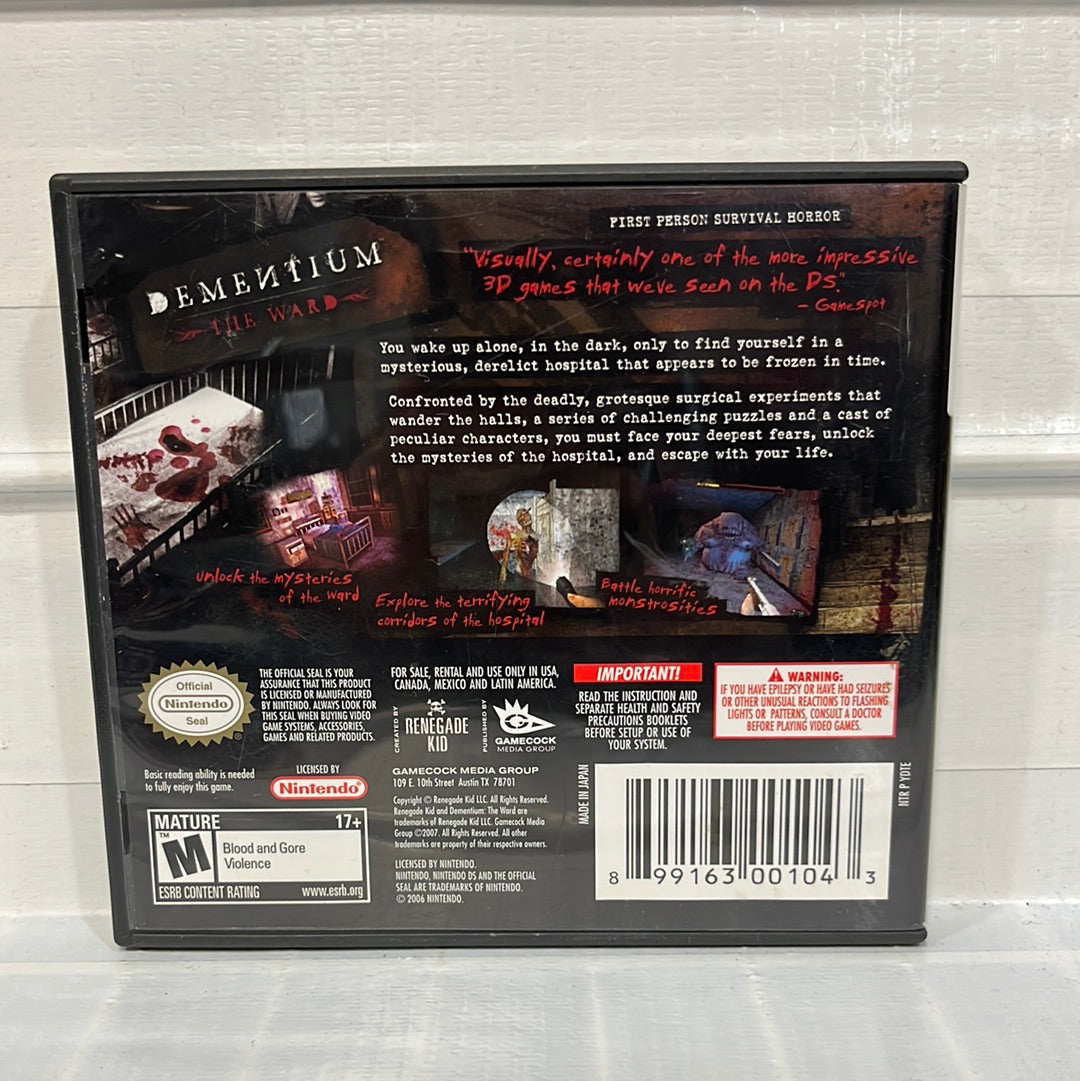 FIRST PERSON SURVIVAL HORROR
DEMENTIUM™
THE WARD
"Visually, certainly one of the more impressive
3D games that we've seen on the DS."
- GameSpot
You wake up alone, in the dark, only to find yourself in a
mysterious, derelict hospital that appears to be frozen in time.
Confronted by the deadly, grotesque surgical experiments that
wander the halls, a series of challenging puzzles and a cast of
peculiar characters, you must face your deepest fears, unlock
the mysteries of the hospital, and escape with your life.
unlock the mysteries
of the ward
Explore the terrifying
corridors of the hospital
Battle horrific
monstrosities
Official
Nintendo
Seal
THE OFFICIAL SEAL IS YOUR
ASSURANCE THAT THIS PRODUCT
IS LICENSED OR MANUFACTURED
BY NINTENDO. ALWAYS LOOK FOR
THIS SEAL WHEN BUYING VIDEO
GAME SYSTEMS, ACCESSORIES,
GAMES AND RELATED PRODUCTS.
FOR SALE, RENTAL AND USE ONLY IN USA,
CANADA, MEXICO AND LATIN AMERICA.
CREATED BY
RENEGADE
KID
PUBLISHED BY
GAMECOCK
MEDIA GROUP
IMPORTANT!
READ THE INSTRUCTION AND
SEPARATE HEALTH AND SAFETY
PRECAUTIONS BOOKLETS
BEFORE SETUP OR USE OF
YOUR SYSTEM.
WARNING:
IF YOU HAVE EPILEPSY OR HAVE HAD SEIZURES
OR OTHER UNUSUAL REACTIONS TO FLASHING
LIGHTS OR PATTERNS, CONSULT A DOCTOR
BEFORE PLAYING VIDEO GAMES.
Basic reading ability is needed
to fully enjoy this game.
LICENSED BY
Nintendo®
MATURE 17+
M™
Blood and Gore
Violence
ESRB CONTENT RATING www.esrb.org
GAMECOCK MEDIA GROUP
109 E. 10th Street Austin TX 78701
Copyright © Renegade Kid LLC. All Rights Reserved.
Renegade Kid and Dementium: The Ward are
trademarks of Renegade Kid LLC. Gamecock Media
Group ©2007. All Rights Reserved. All other
trademarks are property of their respective owners.
LICENSED BY NINTENDO.
NINTENDO, NINTENDO DS AND THE OFFICIAL
SEAL ARE TRADEMARKS OF NINTENDO.
© 2006 NINTENDO.
MADE IN JAPAN
8 99163 00104 3
NTR P YDTE